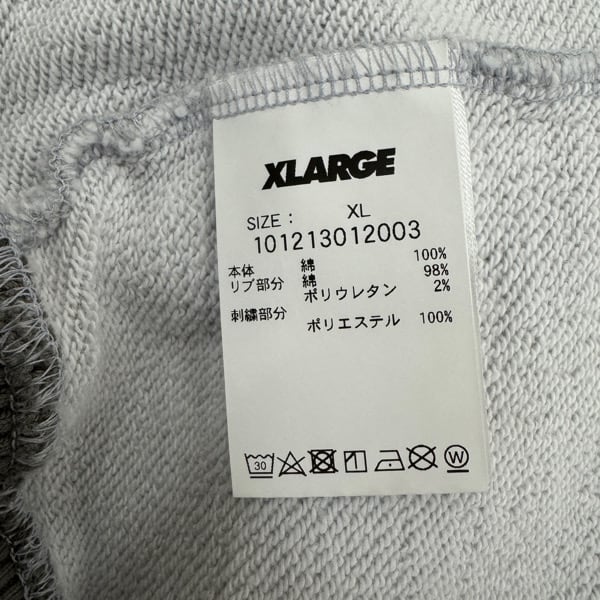 XLARGE
SIZE : XL
101213012003
本体 綿 100%
リブ部分 綿 98%
ポリウレタン 2%
刺繍部分 ポリエステル 100%
30 W